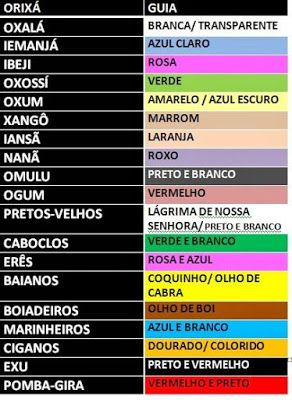 ORIXÁ GUIA
OXALÁ BRANCA/ TRANSPARENTE
IEMANJÁ AZUL CLARO
IBEJI ROSA
OXOSSÍ VERDE
OXUM AMARELO / AZUL ESCURO
XANGÔ MARROM
IANSÃ LARANJA
NANÃ ROXO
OMULU PRETO E BRANCO
OGUM VERMELHO
PRETOS-VELHOS LÁGRIMA DE NOSSA
SENHORA/ PRETO E BRANCO
CABOCLOS VERDE E BRANCO
ERÊS ROSA E AZUL
BAIANOS COQUINHO/ OLHO DE
CABRA
BOIADEIROS OLHO DE BOI
MARINHEIROS AZUL E BRANCO
CIGANOS DOURADO/ COLORIDO
EXU PRETO E VERMELHO
POMBA-GIRA VERMELHO E PRETO